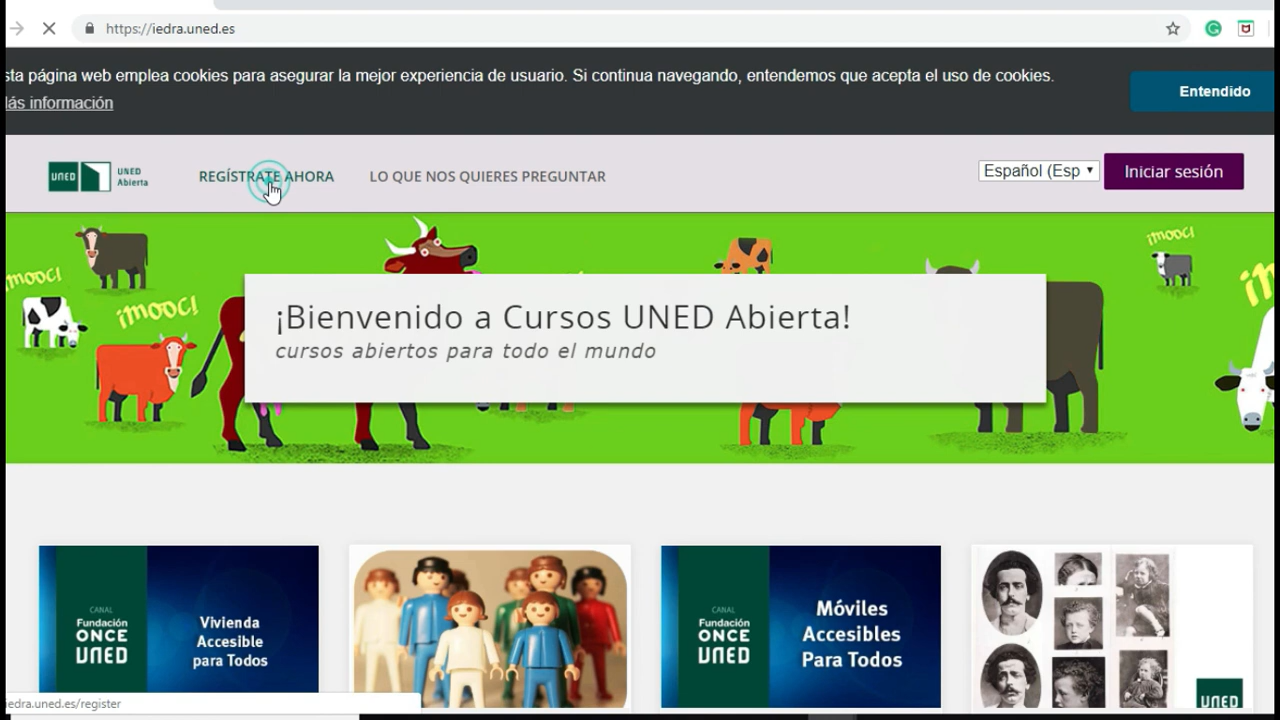 https://iedra.uned.es
sta página web emplea cookies para asegurar la mejor experiencia de usuario. Si continua navegando, entendemos que acepta el uso de cookies.
lás información
Entendido
UNED
UNED
Abierta
REGÍSTRATE AHORA
LO QUE NOS QUIERES PREGUNTAR
Español (Esp
Iniciar sesión
¡MOOC!
¡MOOC!
¡MOOC!
¡Bienvenido a Cursos UNED Abierta!
cursos abiertos para todo el mundo
CANAL
Fundación
ONCE
UNED
Vivienda
Accesible
para Todos
CANAL
Fundación
ONCE
UNED
Móviles
Accesibles
Para Todos
UNED
iedra.uned.es/register